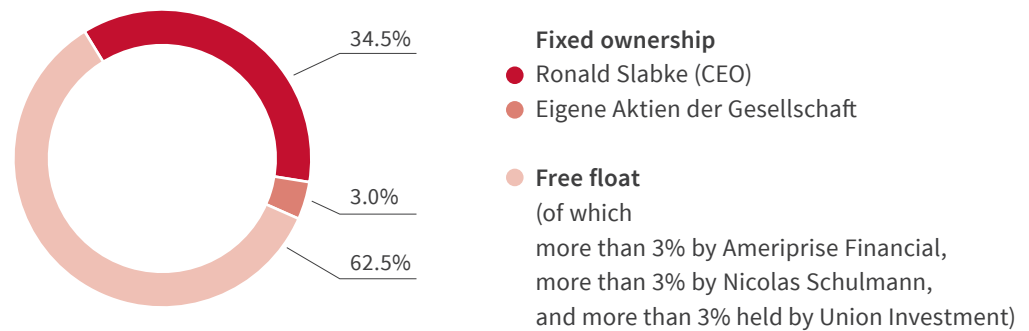 34.5%
3.0%
62.5%
Fixed ownership
Ronald Slabke (CEO)
Eigene Aktien der Gesellschaft
Free float
(of which
more than 3% by Ameriprise Financial,
more than 3% by Nicolas Schulmann,
and more than 3% held by Union Investment)